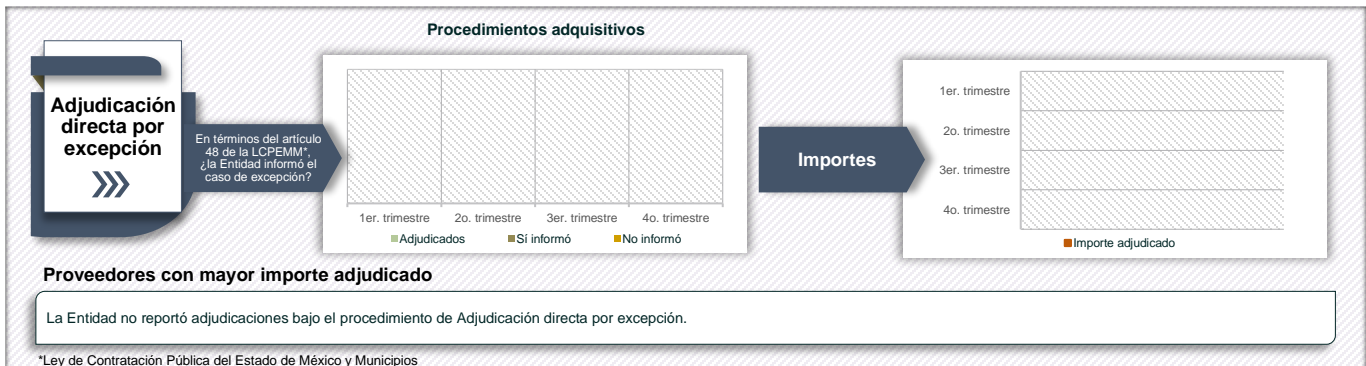 Procedimientos adquisitivos
Adjudicación
directa por
excepción
En términos del artículo
48 de la LCPEMM*,
¿la Entidad informó el
caso de excepción?
1er. trimestre
2o. trimestre
3er. trimestre
4o. trimestre
Adjudicados
Sí informó
No informó
Importes
1er. trimestre
2o. trimestre
3er. trimestre
4o. trimestre
Importe adjudicado
Proveedores con mayor importe adjudicado
La Entidad no reportó adjudicaciones bajo el procedimiento de Adjudicación directa por excepción.
*Ley de Contratación Pública del Estado de México y Municipios